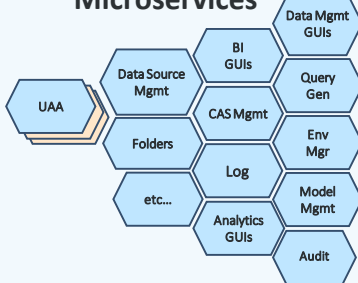 Microservices
Data Mgmt
GUIs
BI
GUIs
Data Source
Mgmt
Query
Gen
UAA
CAS Mgmt
Folders
Env
Mgr
Log
etc...
Model
Mgmt
Analytics
GUIs
Audit